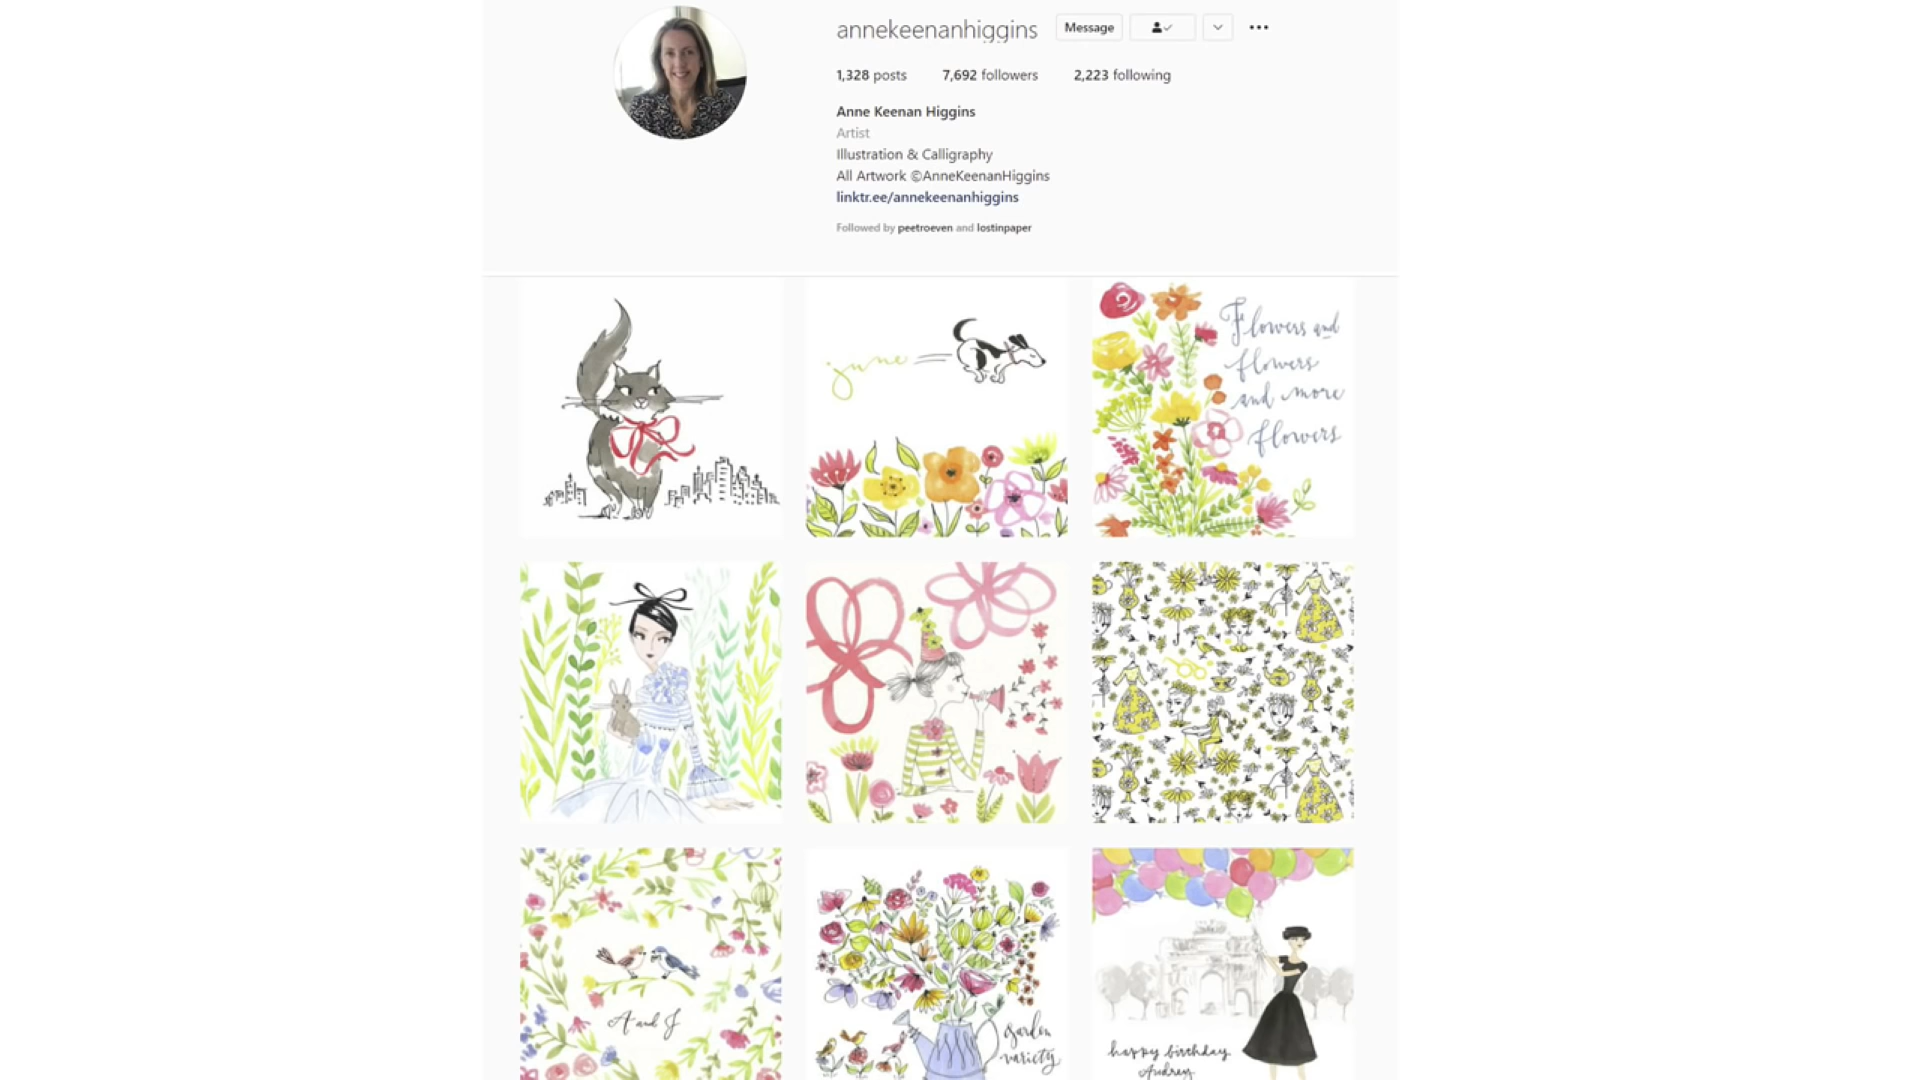 annekeenanhiggins Message
1,328 posts 7,692 followers 2,223 following
Anne Keenan Higgins
Artist
Illustration & Calligraphy
All Artwork ©AnneKeenanHiggins
linktr.ee/annekeenanhiggins
Followed by peetroeven and lostinpaper
june
Flowers and
flowers
and more
flowers
A and J
garden
variety
happy birthday
Audrey